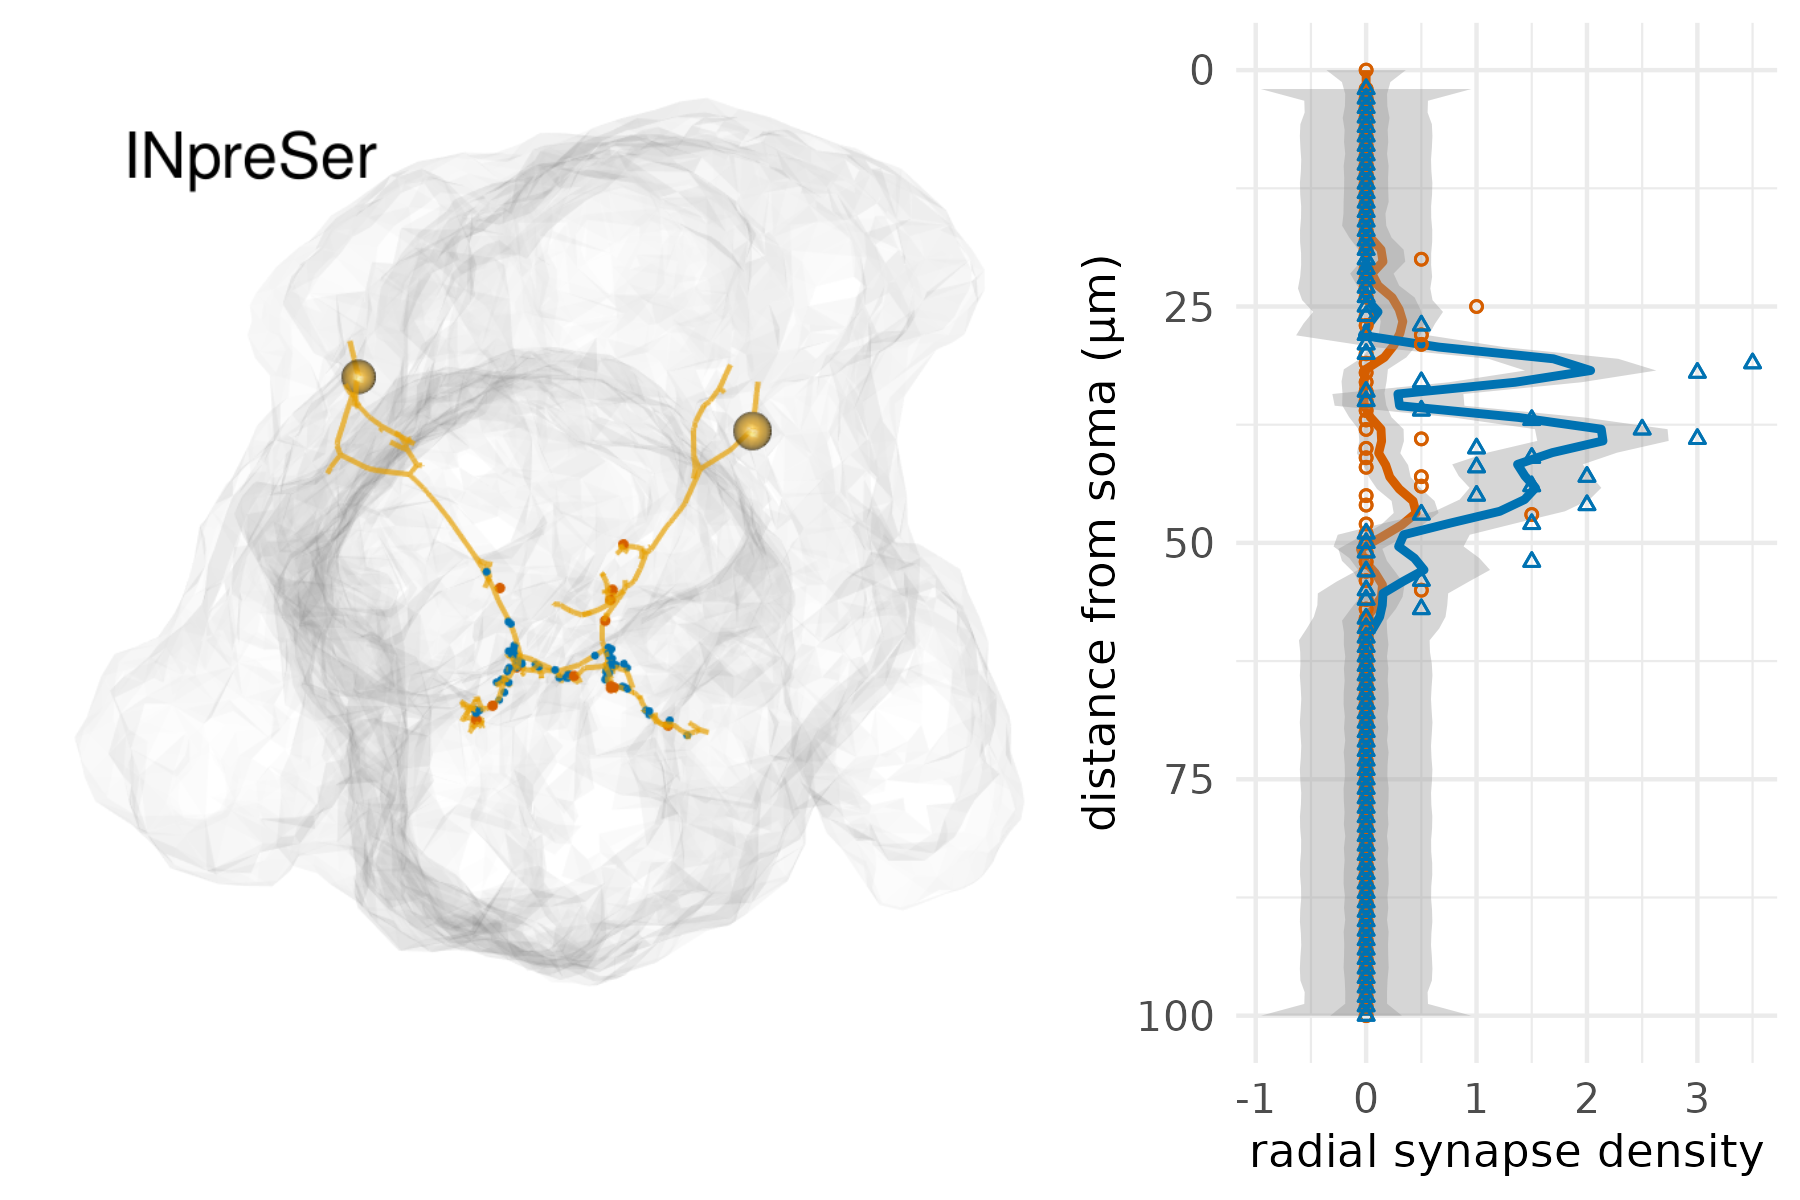 INpreSer
distance from soma (μm)
0
25
50
75
100
-1 0 1 2 3
radial synapse density